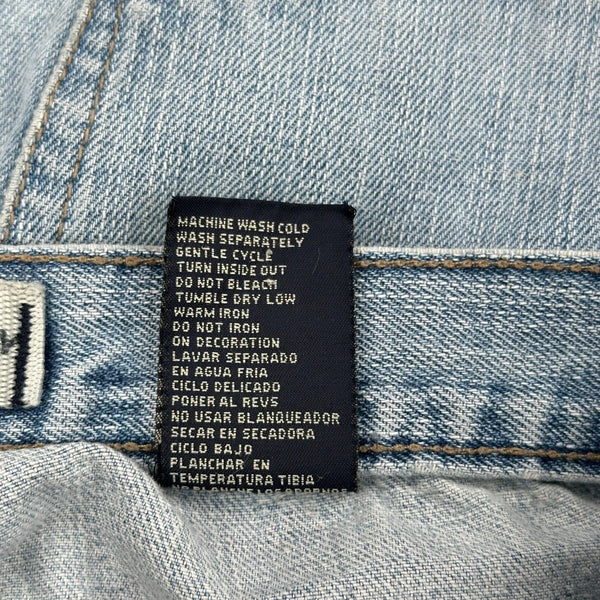 MACHINE WASH COLD
WASH SEPARATELY
GENTLE CYCLE
TURN INSIDE OUT
DO NOT BLEACH
TUMBLE DRY LOW
WARM IRON
DO NOT IRON
ON DECORATION
LAVAR SEPARADO
EN AGUA FRIA
CICLO DELICADO
PONER AL REVS
NO USAR BLANQUEADOR
SECAR EN SECADORA
CICLO BAJO
PLANCHAR EN
TEMPERATURA TIBIA